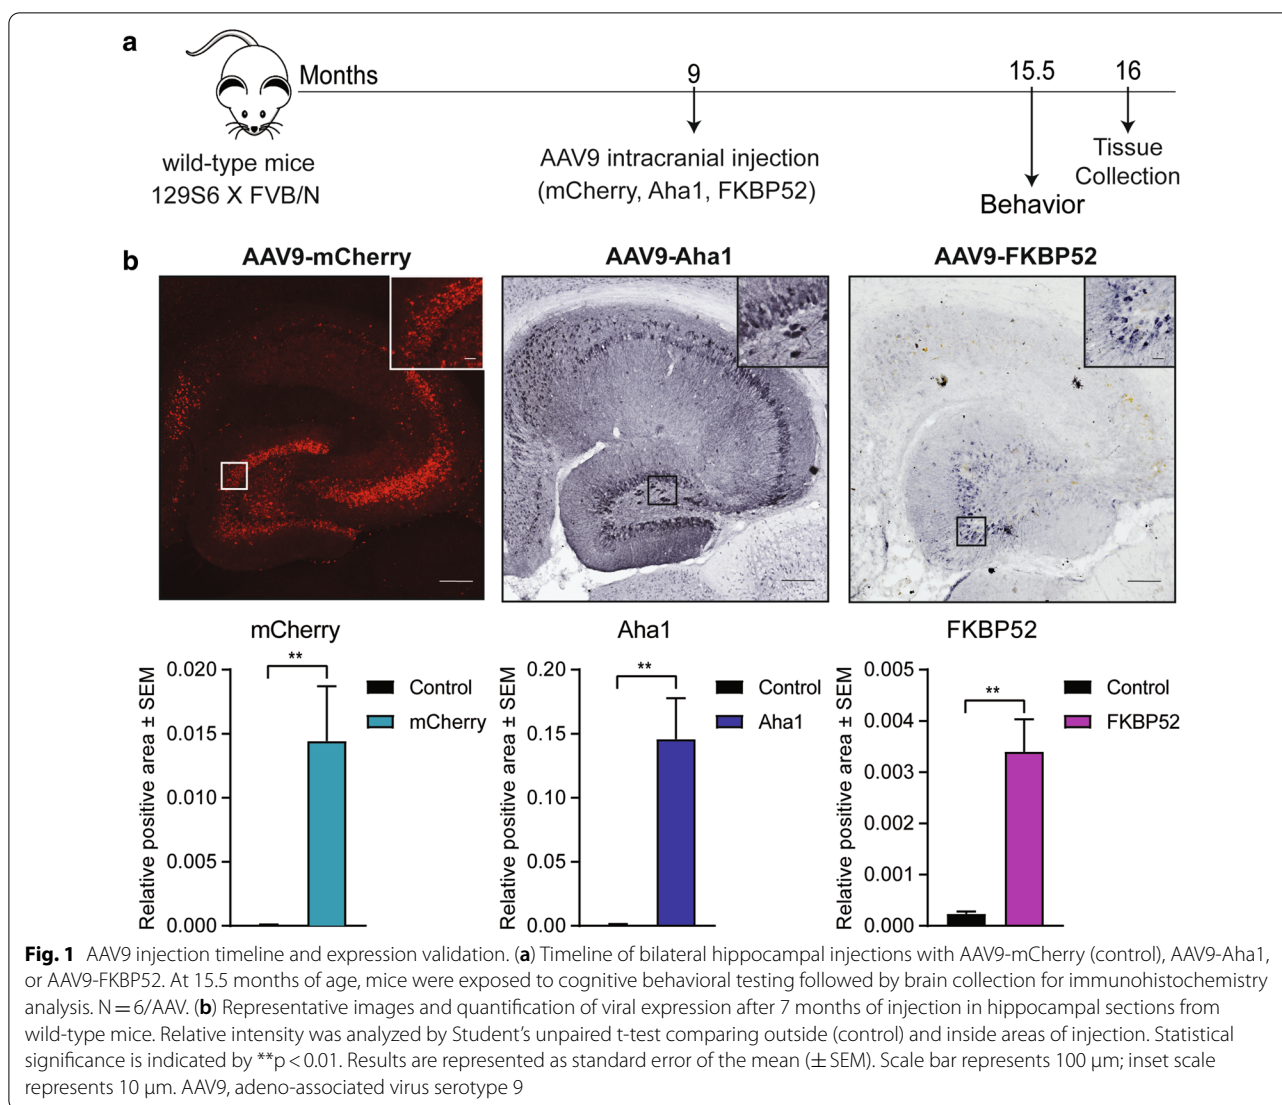 a
Months
9
15.5
16
wild-type mice
129S6 X FVB/N
AAV9 intracranial injection
(mCherry, Aha1, FKBP52)
Behavior
Tissue
Collection
b
AAV9-mCherry
AAV9-Aha1
AAV9-FKBP52
mCherry
Relative positive area ± SEM
0.020
0.015
0.010
0.005
0.000
**
Control
mCherry
Aha1
Relative positive area ± SEM
0.20
0.15
0.10
0.05
0.00
**
Control
Aha1
FKBP52
Relative positive area ± SEM
0.005
0.004
0.003
0.002
0.001
0.000
**
Control
FKBP52
Fig. 1 AAV9 injection timeline and expression validation. (a) Timeline of bilateral hippocampal injections with AAV9-mCherry (control), AAV9-Aha1,
or AAV9-FKBP52. At 15.5 months of age, mice were exposed to cognitive behavioral testing followed by brain collection for immunohistochemistry
analysis. N = 6/AAV. (b) Representative images and quantification of viral expression after 7 months of injection in hippocampal sections from
wild-type mice. Relative intensity was analyzed by Student’s unpaired t-test comparing outside (control) and inside areas of injection. Statistical
significance is indicated by **p < 0.01. Results are represented as standard error of the mean (± SEM). Scale bar represents 100 μm; inset scale
represents 10 μm. AAV9, adeno-associated virus serotype 9